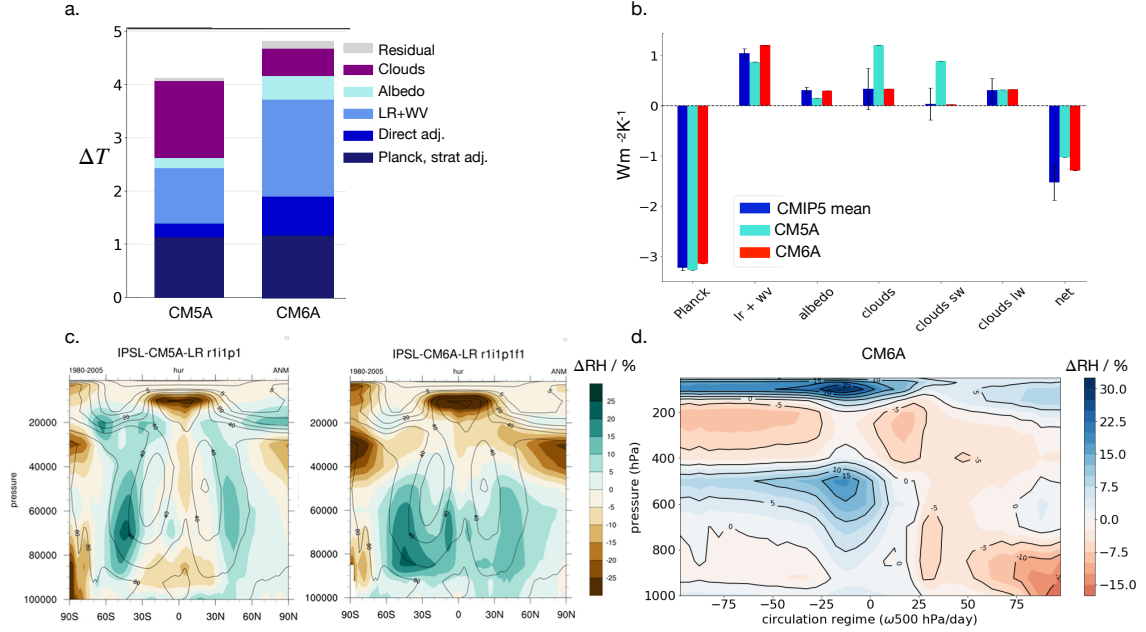 a.
5
4
3
2
1
0
ΔT
CM5A
CM6A
Residual
Clouds
Albedo
LR+WV
Direct adj.
Planck, strat adj.
b.
1
0
−1
−2
−3
Wm⁻²K⁻¹
CMIP5 mean
CM5A
CM6A
Planck
lr + wv
albedo
clouds
clouds sw
clouds lw
net
c.
IPSL-CM5A-LR r1i1p1
1980-2005 hur ANM
20000
40000
60000
80000
100000
pressure
90S 60S 30S 0 30N 60N 90N
IPSL-CM6A-LR r1i1p1f1
1980-2005 hur ANM
20000
40000
60000
80000
100000
90S 60S 30S 0 30N 60N 90N
ΔRH / %
25
20
15
10
5
0
-5
-10
-15
-20
-25
d.
CM6A
200
400
600
800
1000
pressure (hPa)
−75 −50 −25 0 25 50 75
circulation regime (ω500 hPa/day)
ΔRH / %
30.0
22.5
15.0
7.5
0.0
−7.5
−15.0